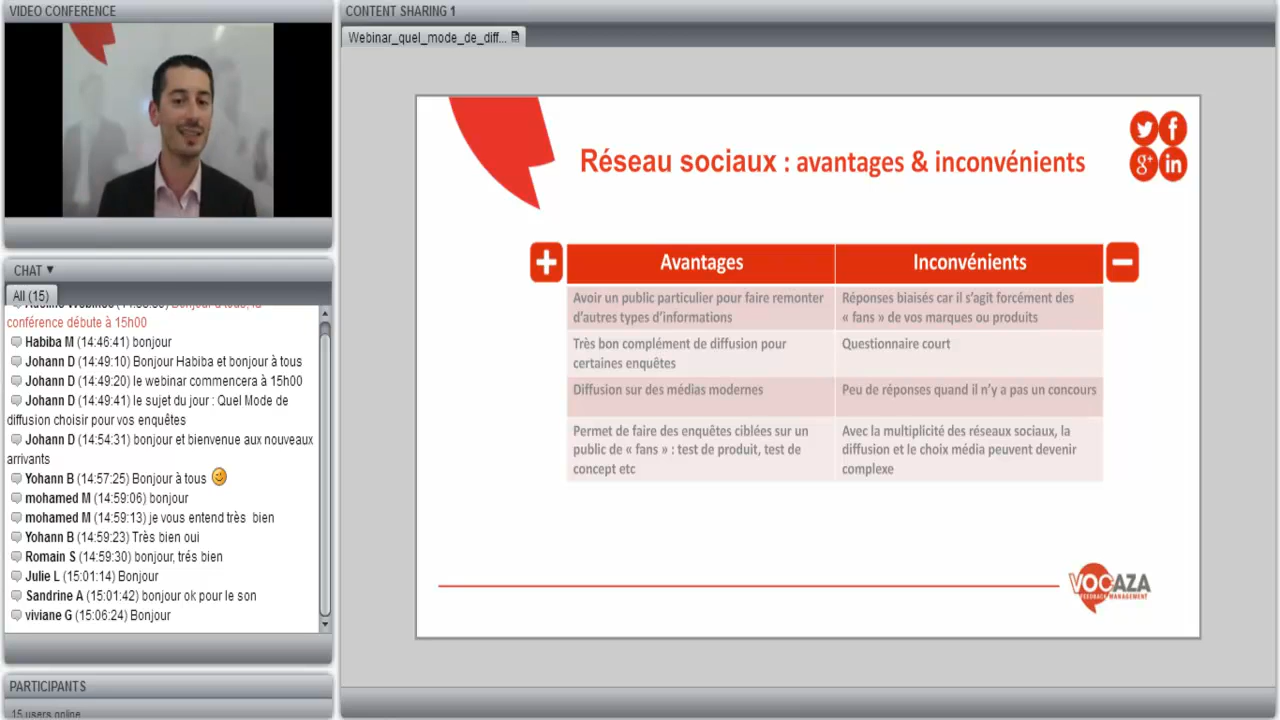 VIDEO CONFERENCE
CHAT
All (15)
conférence débute à 15h00
Habiba M (14:46:41) bonjour
Johann D (14:49:10) Bonjour Habiba et bonjour à tous
Johann D (14:49:20) le webinar commencera à 15h00
Johann D (14:49:41) le sujet du jour : Quel Mode de
diffusion choisir pour vos enquêtes
Johann D (14:54:31) bonjour et bienvenue aux nouveaux
arrivants
Yohann B (14:57:25) Bonjour à tous
mohamed M (14:59:06) bonjour
mohamed M (14:59:13) je vous entend très bien
Yohann B (14:59:23) Très bien oui
Romain S (14:59:30) bonjour, trés bien
Julie L (15:01:14) Bonjour
Sandrine A (15:01:42) bonjour ok pour le son
viviane G (15:06:24) Bonjour
PARTICIPANTS
15 users online
CONTENT SHARING 1
Webinar_quel_mode_de_diff...
Réseau sociaux : avantages & inconvénients
Avantages
Inconvénients
Avoir un public particulier pour faire remonter
d'autres types d'informations
Réponses biaisés car il s'agit forcément des
« fans » de vos marques ou produits
Très bon complément de diffusion pour
certaines enquêtes
Questionnaire court
Diffusion sur des médias modernes
Peu de réponses quand il n'y a pas un concours
Permet de faire des enquêtes ciblées sur un
public de « fans » : test de produit, test de
concept etc
Avec la multiplicité des réseaux sociaux, la
diffusion et le choix média peuvent devenir
complexe
VOCAZA
FEEDBACK MANAGEMENT